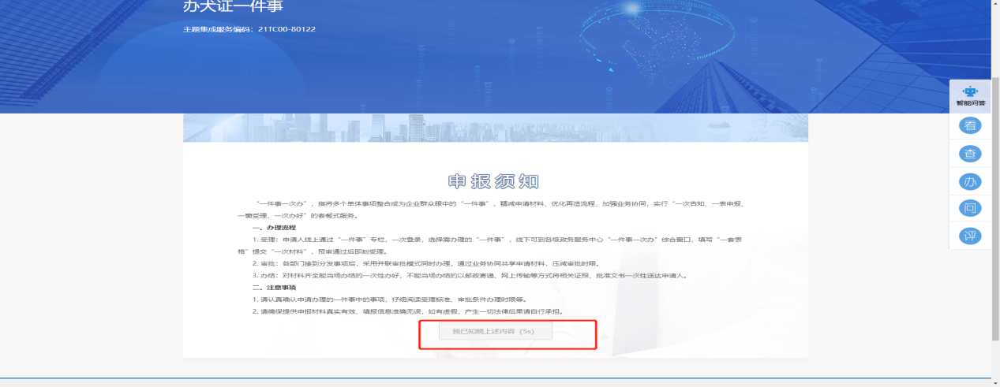 办犬证一件事
主题集成服务编码：21TC00-80122
申报须知
“一件事一次办”，指将多个单体事项整合成为企业群众眼中的“一件事”，精减申请材料、优化再造流程、加强业务协同，实行“一次告知、一表申报、
一窗受理、一次办好”的套餐式服务。
一、办理流程
1. 受理：申请人线上通过“一件事”专栏，一次登录，选择需办理的“一件事”，线下可到各级政务服务中心“一件事一次办”综合窗口，填写“一套表
格”提交“一次材料”，预审通过后即刻受理。
2. 审批：各部门接到分发事项后，采用并联审批模式同时办理，通过业务协同共享申请材料，压减审批时限。
3. 办结：对材料齐全能当场办结的一次性办好，不能当场办结的以邮政寄递、网上传输等方式将相关证照、批准文书一次性送达申请人。
二、注意事项
1. 请认真确认申请办理的一件事中的事项，仔细阅读受理标准、审批条件办理时限等。
2. 请确保提供申报材料真实有效、填报信息准确无误，如有虚假，产生一切法律后果请自行承担。
我已知晓上述内容（5s）
智能问答
看
查
办
问
评